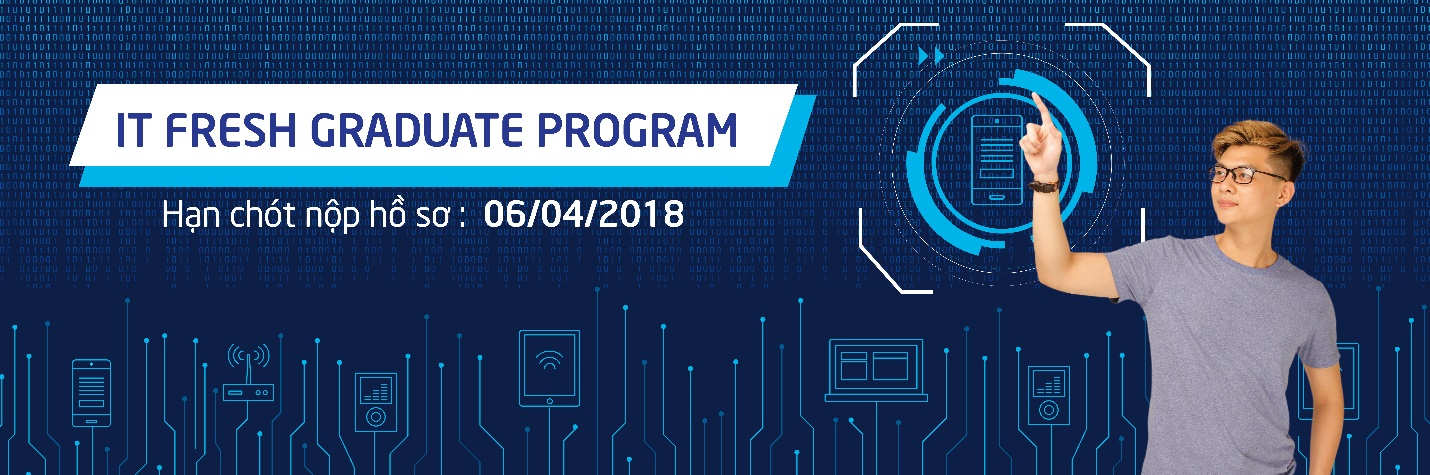 IT FRESH GRADUATE PROGRAM
Hạn chót nộp hồ sơ : 06/04/2018